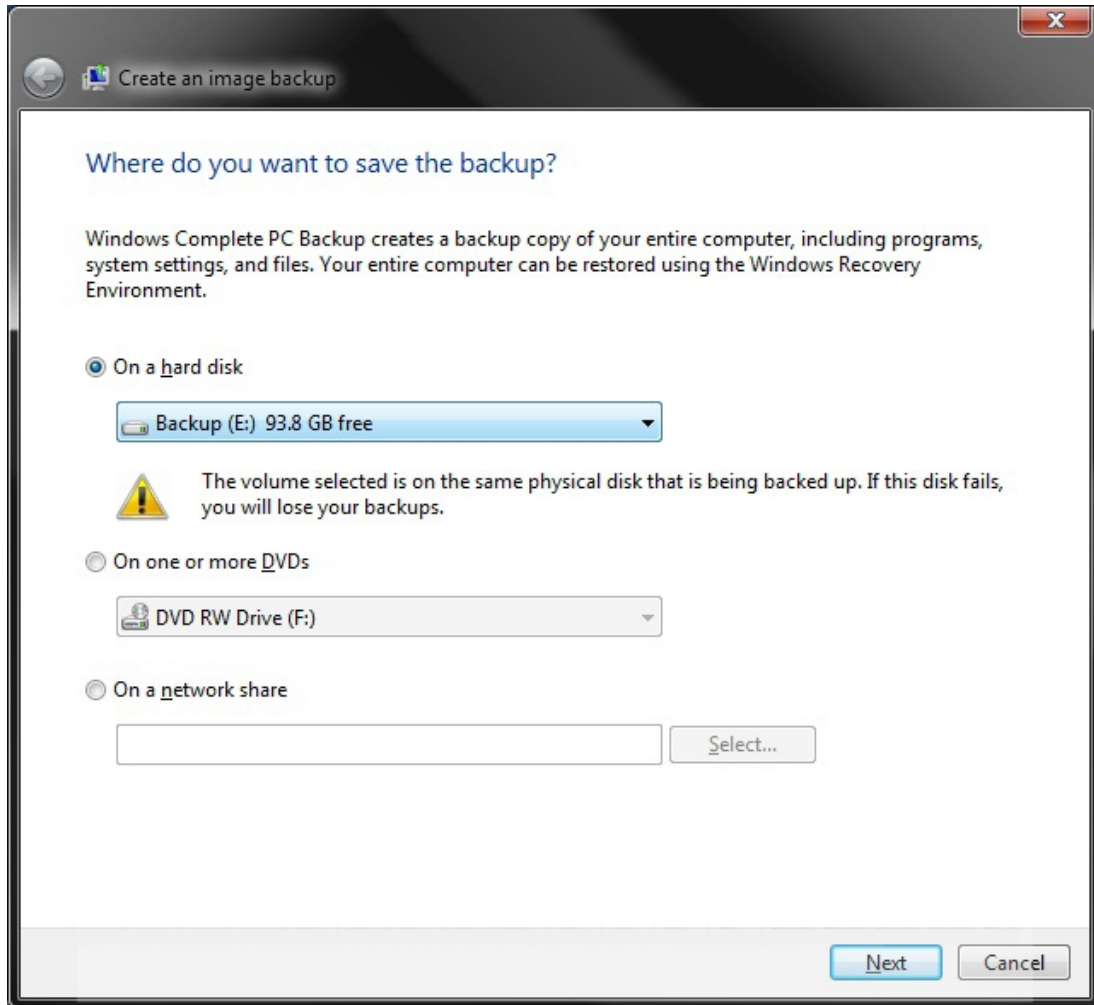 Create an image backup
Where do you want to save the backup?
Windows Complete PC Backup creates a backup copy of your entire computer, including programs,
system settings, and files. Your entire computer can be restored using the Windows Recovery
Environment.
On a hard disk
Backup (E:) 93.8 GB free
The volume selected is on the same physical disk that is being backed up. If this disk fails,
you will lose your backups.
On one or more DVDs
DVD RW Drive (F:)
On a network share
Select...
Next Cancel